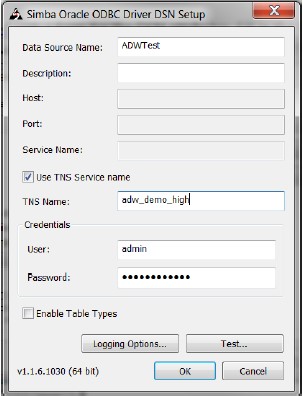 Simba Oracle ODBC Driver DSN Setup
Data Source Name: ADWTest
Description:
Host:
Port:
Service Name:
Use TNS Service name
TNS Name: adw_demo_high
Credentials
User: admin
Password: ●●●●●●●●●●●●
Enable Table Types
Logging Options... Test...
v1.1.6.1030 (64 bit) OK Cancel